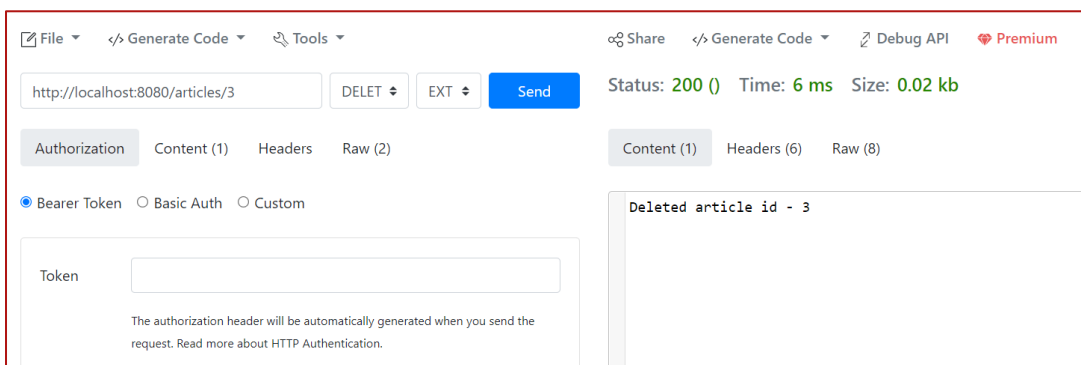 File </> Generate Code Tools
http://localhost:8080/articles/3 DELET EXT Send
Authorization Content (1) Headers Raw (2)
Bearer Token Basic Auth Custom
Token
The authorization header will be automatically generated when you send the
request. Read more about HTTP Authentication.
Share </> Generate Code Debug API Premium
Status: 200 () Time: 6 ms Size: 0.02 kb
Content (1) Headers (6) Raw (8)
Deleted article id - 3